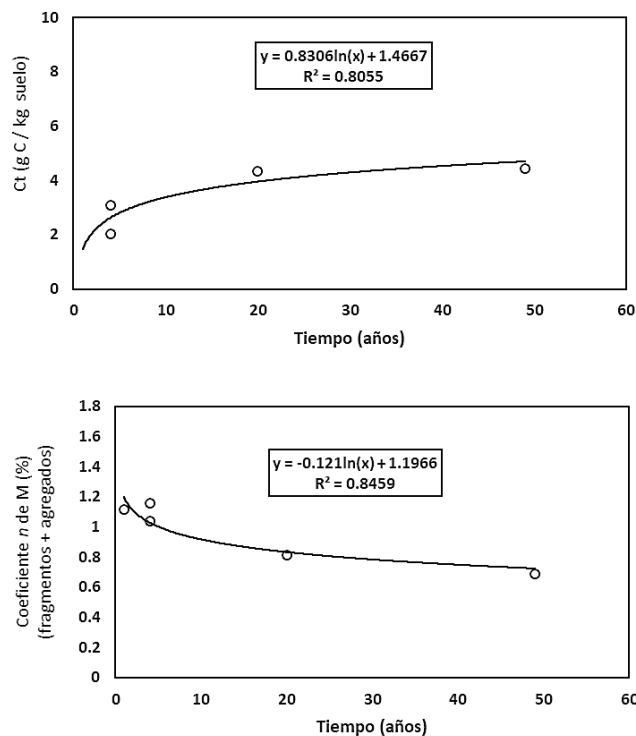 10
8
6
4
2
0
Ct (g C / kg suelo)
y = 0.8306ln(x) + 1.4667
R² = 0.8055
0 10 20 30 40 50 60
Tiempo (años)
1.8
1.6
1.4
1.2
1
0.8
0.6
0.4
0.2
0
Coeficiente n de M (%)
(fragmentos + agregados)
y = -0.121ln(x) + 1.1966
R² = 0.8459
0 10 20 30 40 50 60
Tiempo (años)